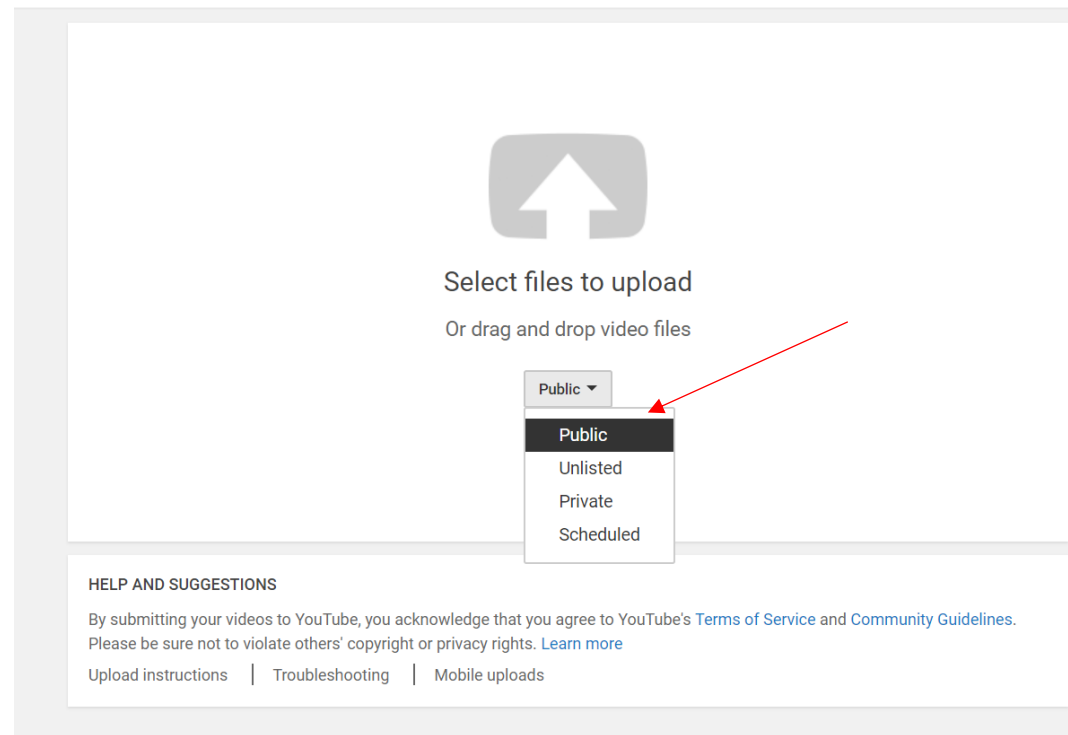 Select files to upload
Or drag and drop video files
Public
Public
Unlisted
Private
Scheduled
HELP AND SUGGESTIONS
By submitting your videos to YouTube, you acknowledge that you agree to YouTube's Terms of Service and Community Guidelines.
Please be sure not to violate others' copyright or privacy rights. Learn more
Upload instructions | Troubleshooting | Mobile uploads